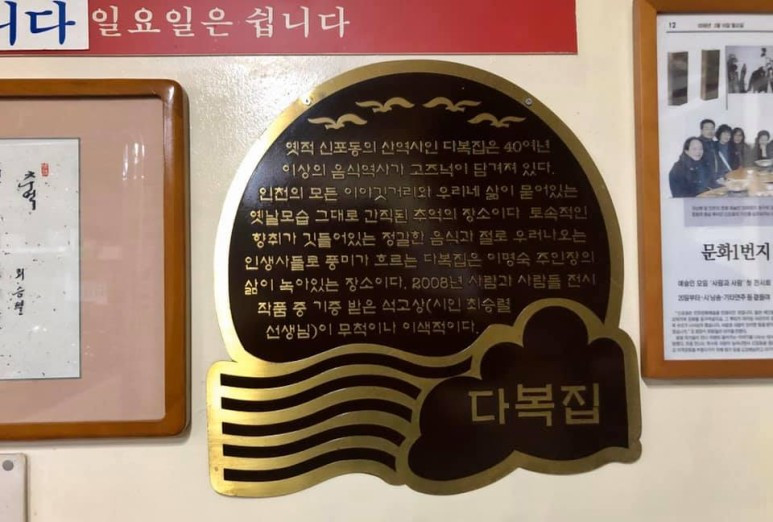 니다 일요일은 쉽니다
옛적 신포동의 산역사인 다복집은 40여년
이상의 음식역사가 고즈넉이 담겨져 있다.
인천의 모든 이야깃거리와 우리네 삶이 묻어있는
옛날모습 그대로 간직된 추억의 장소이다 토속적인
향취가 깃들어있는 정갈한 음식과 절로 우러나오는
인생사들로 풍미가 흐르는 다복집은 이명숙 주인장의
삶이 녹아있는 장소이다. 2008년 사람과 사람들 전시
작품 중 기증 받은 석고상(시인 최승렬
선생님)이 무척이나 이색적이다.
다복집
추억
최승렬
12
문화1번지